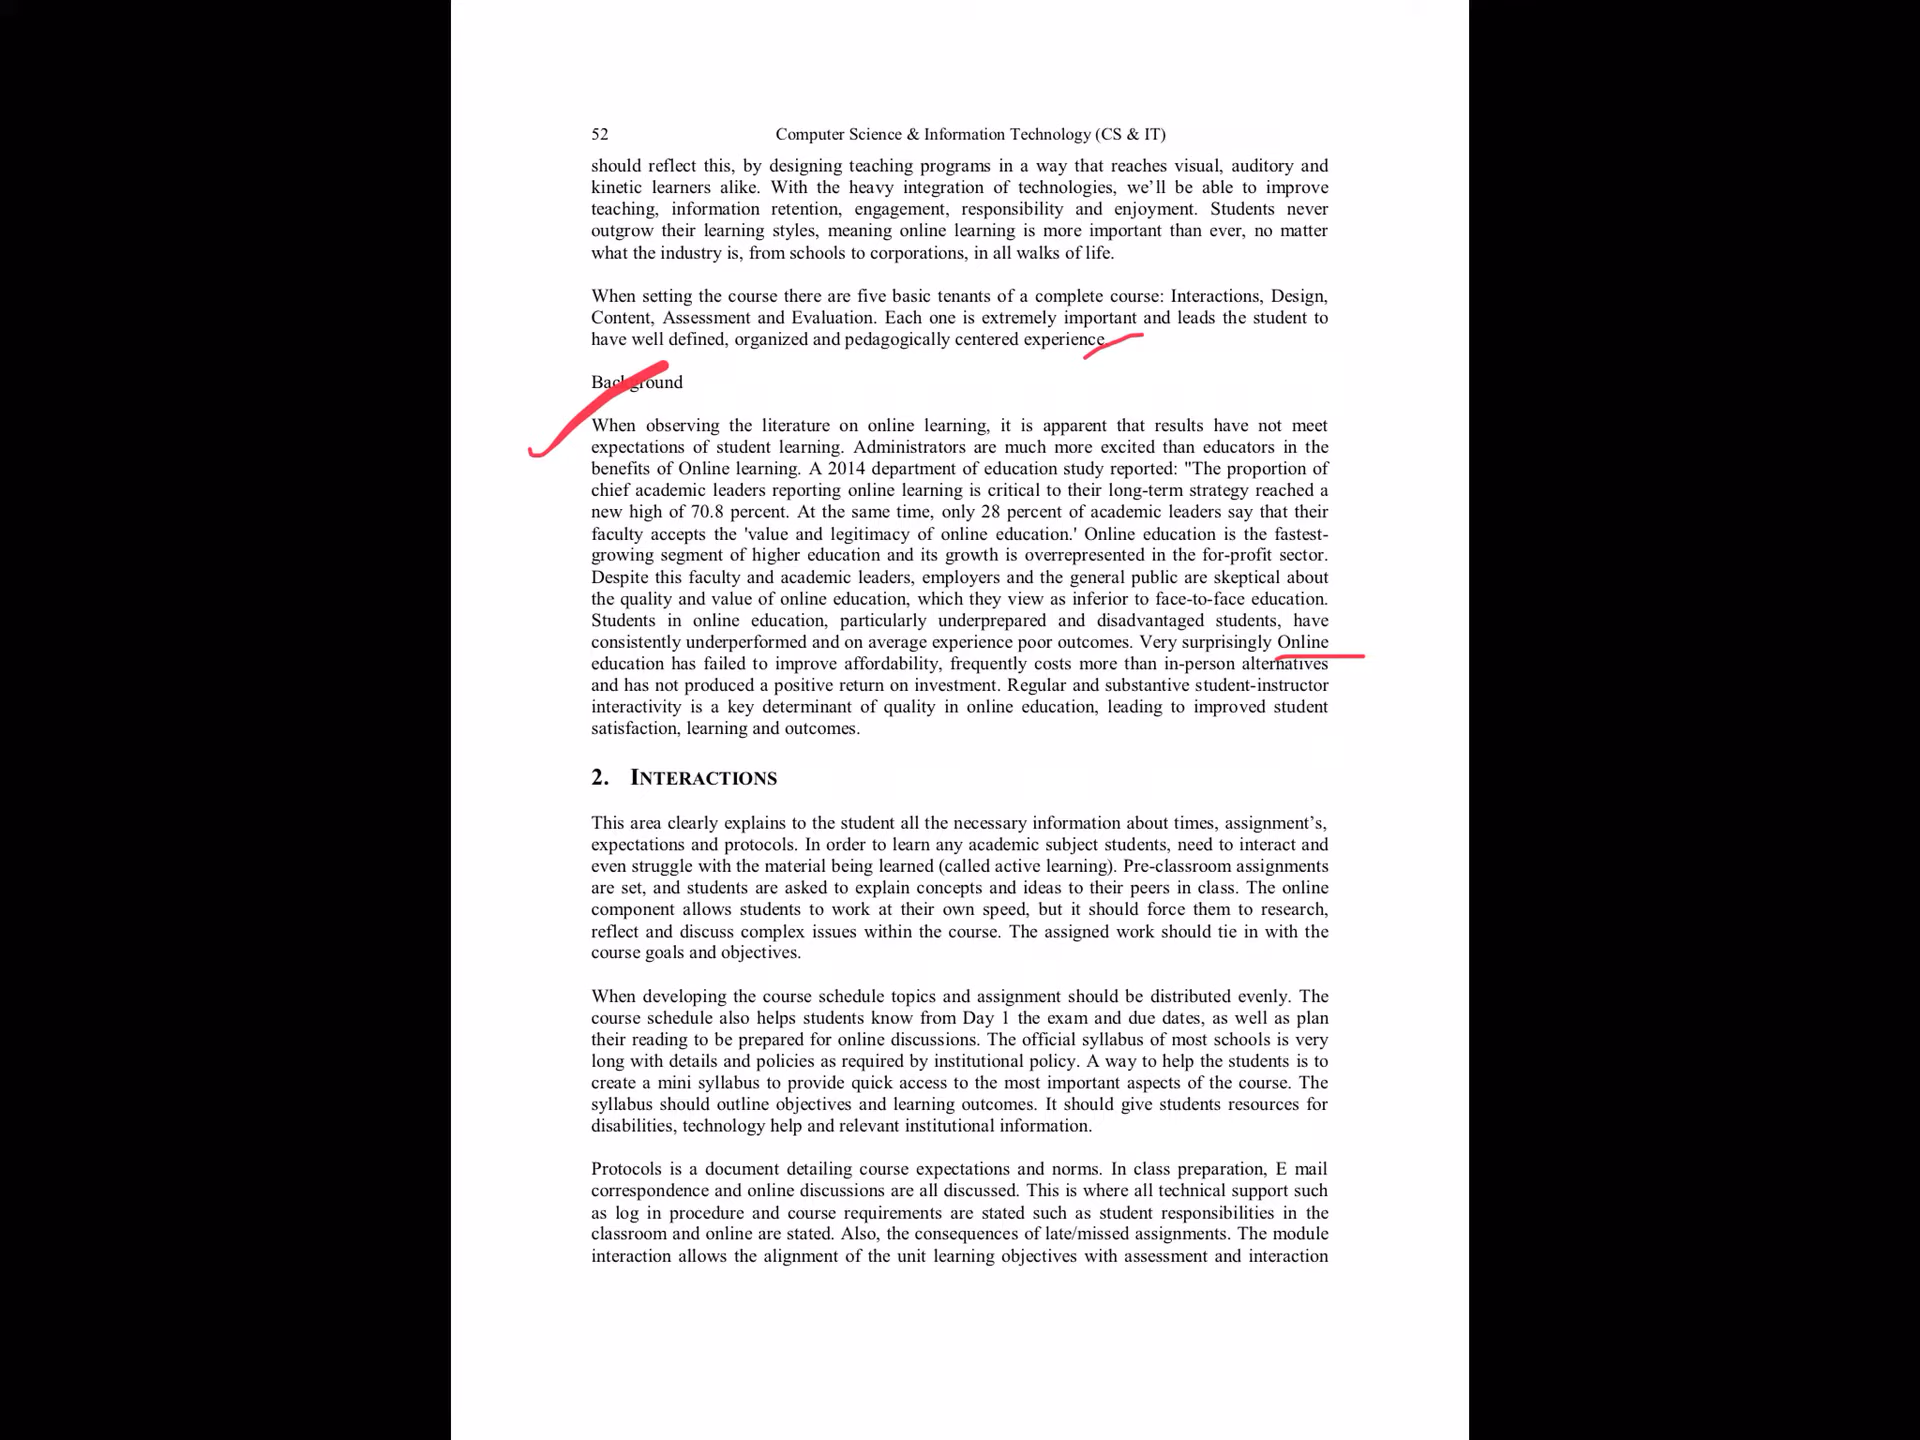 52 Computer Science & Information Technology (CS & IT)
should reflect this, by designing teaching programs in a way that reaches visual, auditory and
kinetic learners alike. With the heavy integration of technologies, we’ll be able to improve
teaching, information retention, engagement, responsibility and enjoyment. Students never
outgrow their learning styles, meaning online learning is more important than ever, no matter
what the industry is, from schools to corporations, in all walks of life.
When setting the course there are five basic tenants of a complete course: Interactions, Design,
Content, Assessment and Evaluation. Each one is extremely important and leads the student to
have well defined, organized and pedagogically centered experience.
Background
When observing the literature on online learning, it is apparent that results have not meet
expectations of student learning. Administrators are much more excited than educators in the
benefits of Online learning. A 2014 department of education study reported: "The proportion of
chief academic leaders reporting online learning is critical to their long-term strategy reached a
new high of 70.8 percent. At the same time, only 28 percent of academic leaders say that their
faculty accepts the 'value and legitimacy of online education.' Online education is the fastest-
growing segment of higher education and its growth is overrepresented in the for-profit sector.
Despite this faculty and academic leaders, employers and the general public are skeptical about
the quality and value of online education, which they view as inferior to face-to-face education.
Students in online education, particularly underprepared and disadvantaged students, have
consistently underperformed and on average experience poor outcomes. Very surprisingly Online
education has failed to improve affordability, frequently costs more than in-person alternatives
and has not produced a positive return on investment. Regular and substantive student-instructor
interactivity is a key determinant of quality in online education, leading to improved student
satisfaction, learning and outcomes.
2. INTERACTIONS
This area clearly explains to the student all the necessary information about times, assignment’s,
expectations and protocols. In order to learn any academic subject students, need to interact and
even struggle with the material being learned (called active learning). Pre-classroom assignments
are set, and students are asked to explain concepts and ideas to their peers in class. The online
component allows students to work at their own speed, but it should force them to research,
reflect and discuss complex issues within the course. The assigned work should tie in with the
course goals and objectives.
When developing the course schedule topics and assignment should be distributed evenly. The
course schedule also helps students know from Day 1 the exam and due dates, as well as plan
their reading to be prepared for online discussions. The official syllabus of most schools is very
long with details and policies as required by institutional policy. A way to help the students is to
create a mini syllabus to provide quick access to the most important aspects of the course. The
syllabus should outline objectives and learning outcomes. It should give students resources for
disabilities, technology help and relevant institutional information.
Protocols is a document detailing course expectations and norms. In class preparation, E mail
correspondence and online discussions are all discussed. This is where all technical support such
as log in procedure and course requirements are stated such as student responsibilities in the
classroom and online are stated. Also, the consequences of late/missed assignments. The module
interaction allows the alignment of the unit learning objectives with assessment and interaction